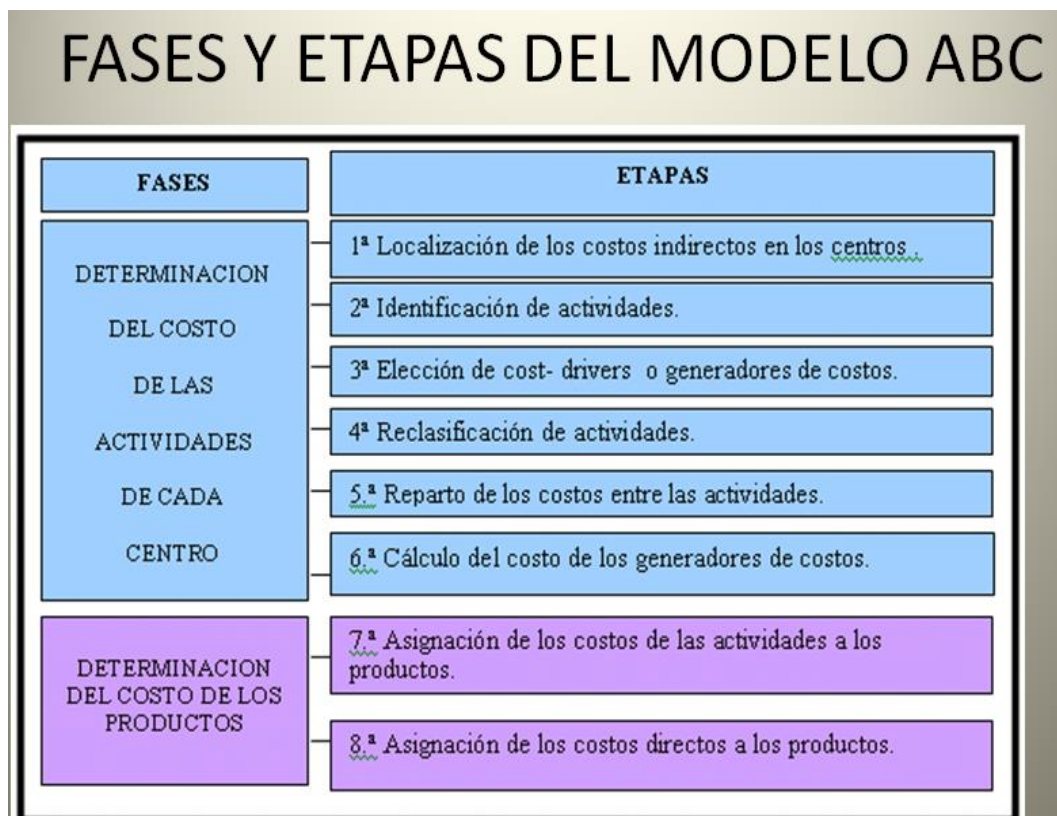 FASES Y ETAPAS DEL MODELO ABC
FASES
ETAPAS
DETERMINACION
DEL COSTO
DE LAS
ACTIVIDADES
DE CADA
CENTRO
1ª Localización de los costos indirectos en los centros .
2ª Identificación de actividades.
3ª Elección de cost- drivers o generadores de costos.
4ª Reclasificación de actividades.
5.ª Reparto de los costos entre las actividades.
6.ª Cálculo del costo de los generadores de costos.
DETERMINACION
DEL COSTO DE LOS
PRODUCTOS
7.ª Asignación de los costos de las actividades a los
productos.
8.ª Asignación de los costos directos a los productos.